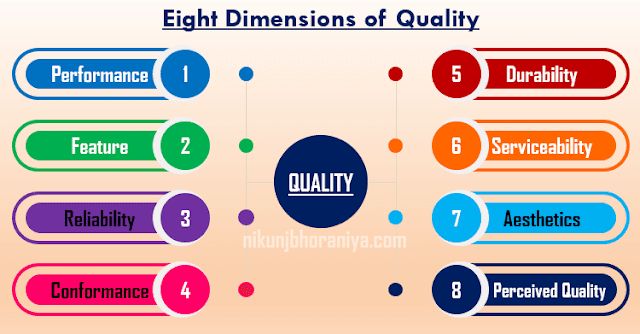 Eight Dimensions of Quality
Performance 1
Feature 2
Reliability 3
Conformance 4
QUALITY
nikunjbhoraniya.com
5 Durability
6 Serviceability
7 Aesthetics
8 Perceived Quality